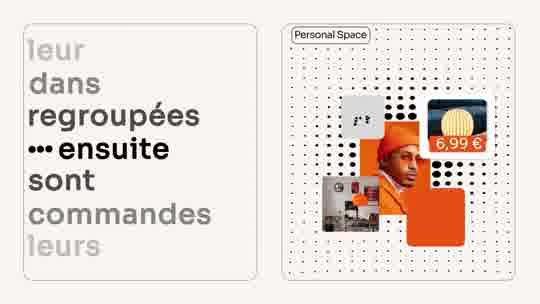 leur
dans
regroupées
••• ensuite
sont
commandes
leurs
Personal Space
6,99 €